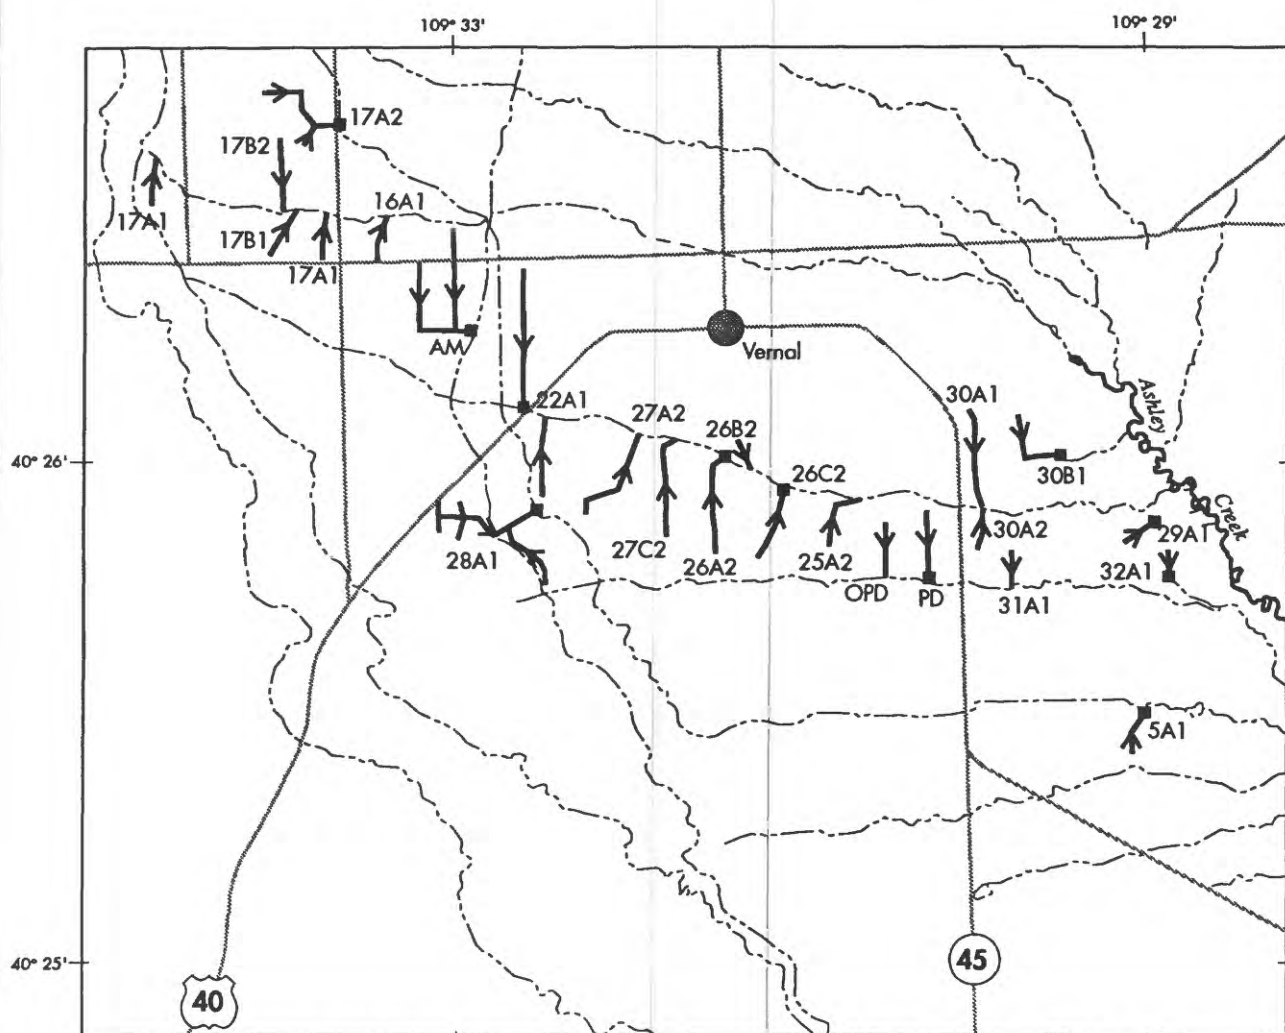 109° 33'
109° 29'
17A2
17B2
16A1
17A1
17B1
17A1
AM
Vernal
22A1
27A2
30A1
26B2
Ashley
40° 26'
26C2
30B1
Creek
28A1
27C2
26A2
25A2
30A2
29A1
OPD
PD
31A1
32A1
5A1
40° 25'
45
40